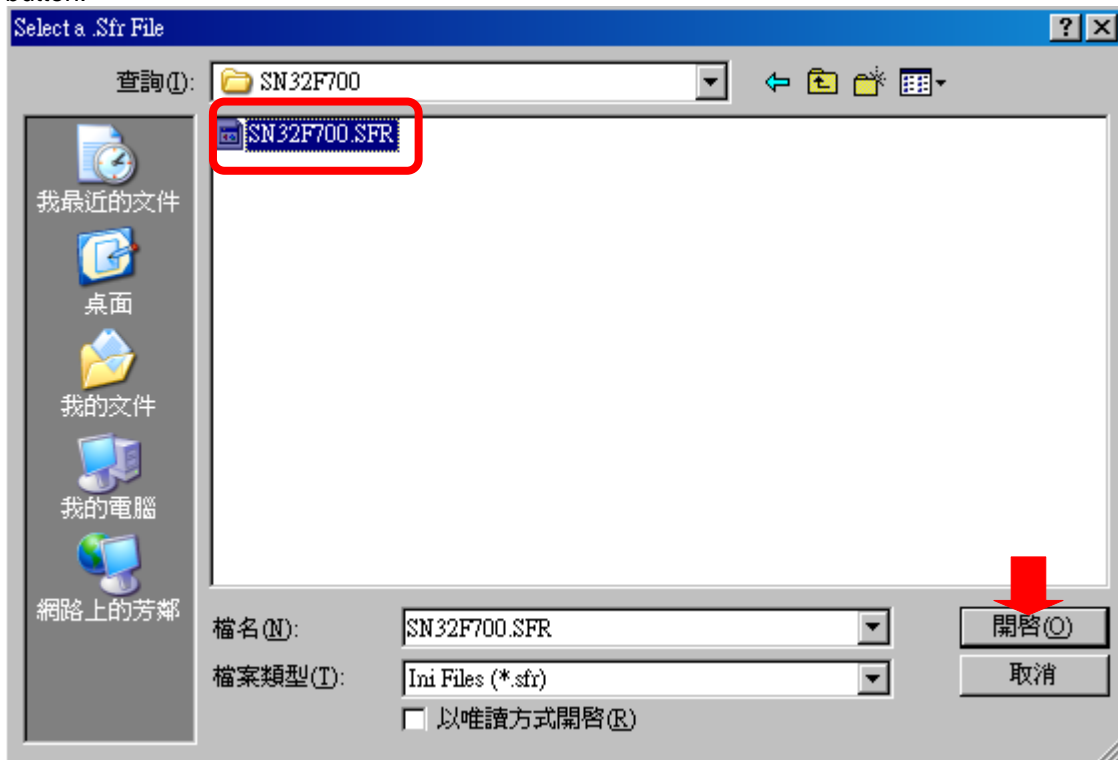 button.
Select a .Sfr File
查詢(I): SN32F700
SN32F700.SFR
我最近的文件
桌面
我的文件
我的電腦
網路上的芳鄰
檔名(N): SN32F700.SFR 開啓(O)
檔案類型(T): Ini Files (*.sfr) 取消
以唯讀方式開啓(R)